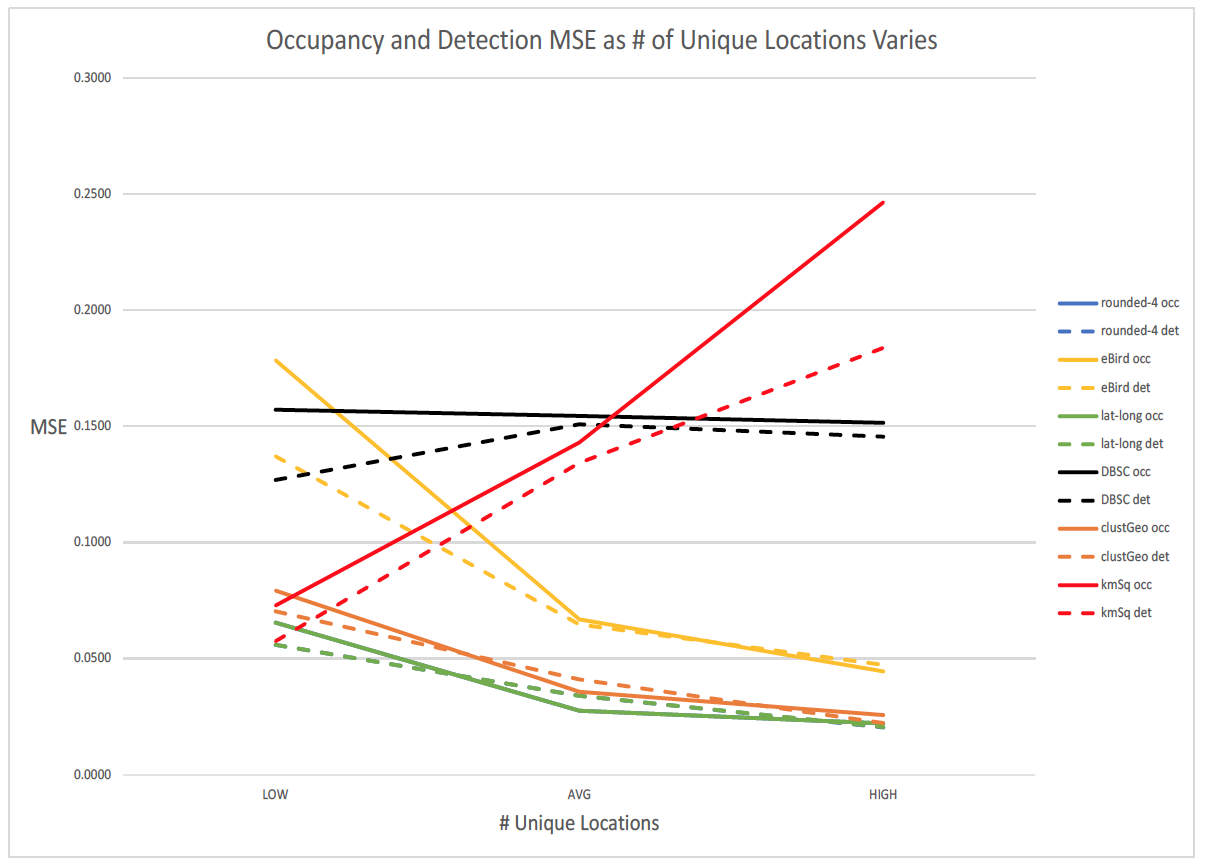 Occupancy and Detection MSE as # of Unique Locations Varies
0.3000
0.2500
0.2000
0.1500
0.1000
0.0500
0.0000
MSE
LOW
AVG
HIGH
# Unique Locations
rounded-4 occ
rounded-4 det
eBird occ
eBird det
lat-long occ
lat-long det
DBSC occ
DBSC det
clustGeo occ
clustGeo det
kmSq occ
kmSq det